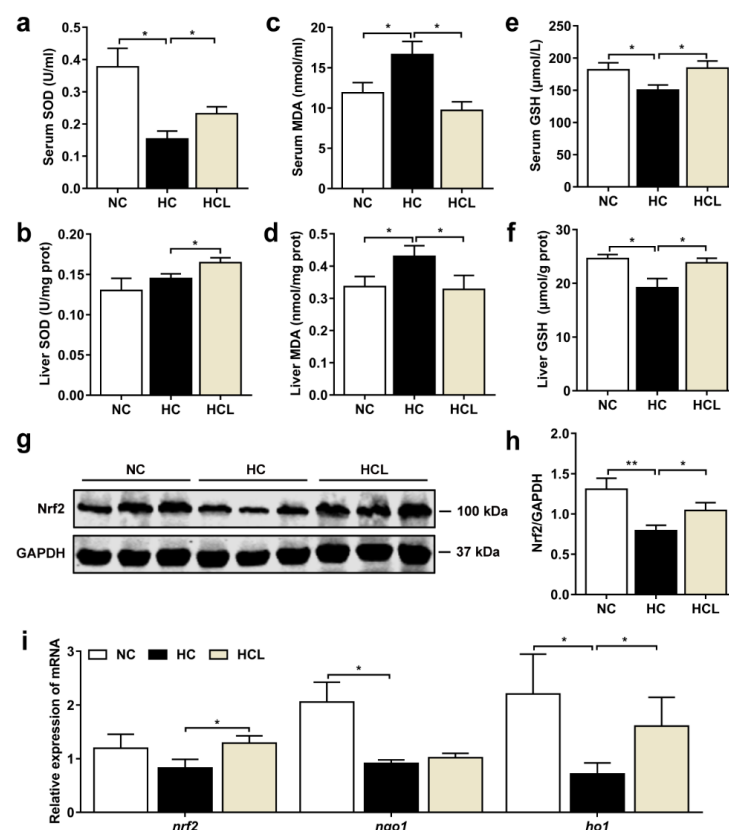 a
Serum SOD (U/ml)
0.5
0.4
0.3
0.2
0.1
0.0
*
*
NC
HC
HCL
c
Serum MDA (nmol/ml)
20
15
10
5
0
*
*
NC
HC
HCL
e
Serum GSH (μmol/L)
250
200
150
100
50
0
*
*
NC
HC
HCL
b
Liver SOD (U/mg prot)
0.20
0.15
0.10
0.05
0.00
*
NC
HC
HCL
d
Liver MDA (nmol/mg prot)
0.5
0.4
0.3
0.2
0.1
0.0
*
*
NC
HC
HCL
f
Liver GSH (μmol/g prot)
30
20
10
0
*
*
NC
HC
HCL
g
NC
HC
HCL
Nrf2
100 kDa
GAPDH
37 kDa
h
Nrf2/GAPDH
2.0
1.5
1.0
0.5
0.0
**
*
NC
HC
HCL
i
Relative expression of mRNA
3
2
1
0
NC
HC
HCL
*
*
*
*
nrf2
nqo1
ho1